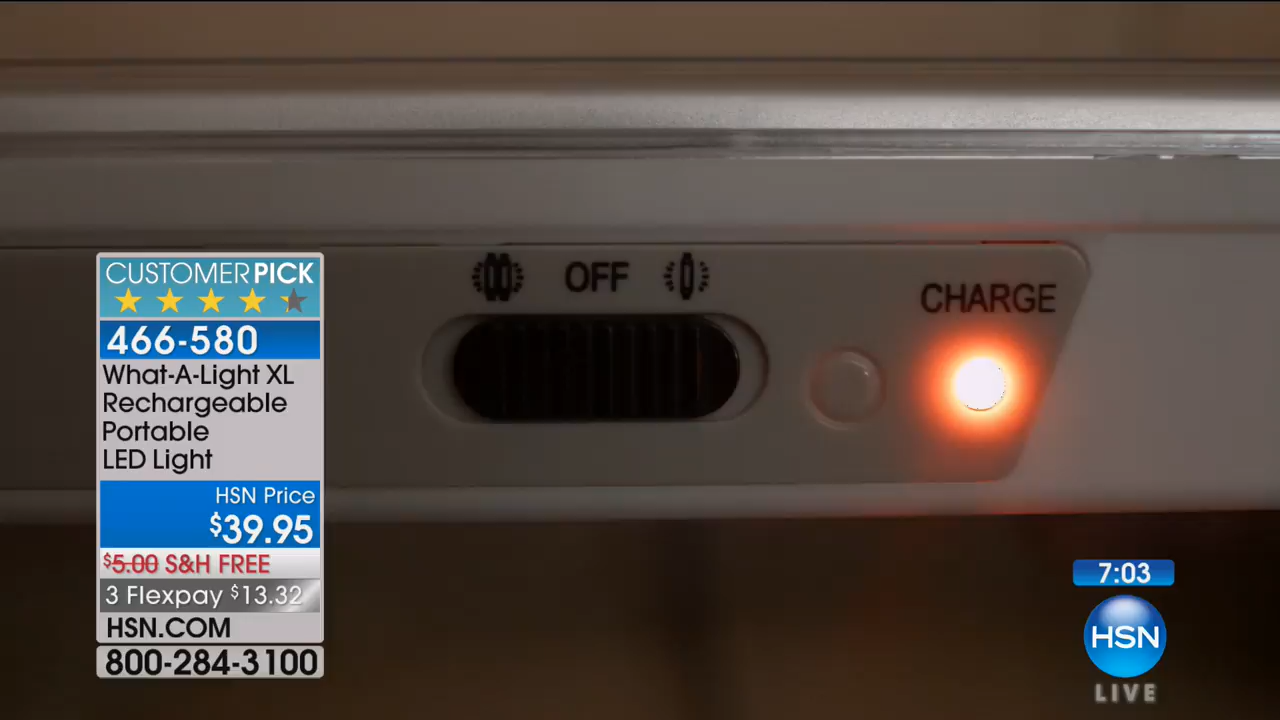 CUSTOMERPICK
466-580
What-A-Light XL
Rechargeable
Portable
LED Light
HSN Price
$39.95
$5.00 S&H FREE
3 Flexpay $13.32
HSN.COM
800-284-3100
OFF
CHARGE
7:03
HSN
LIVE